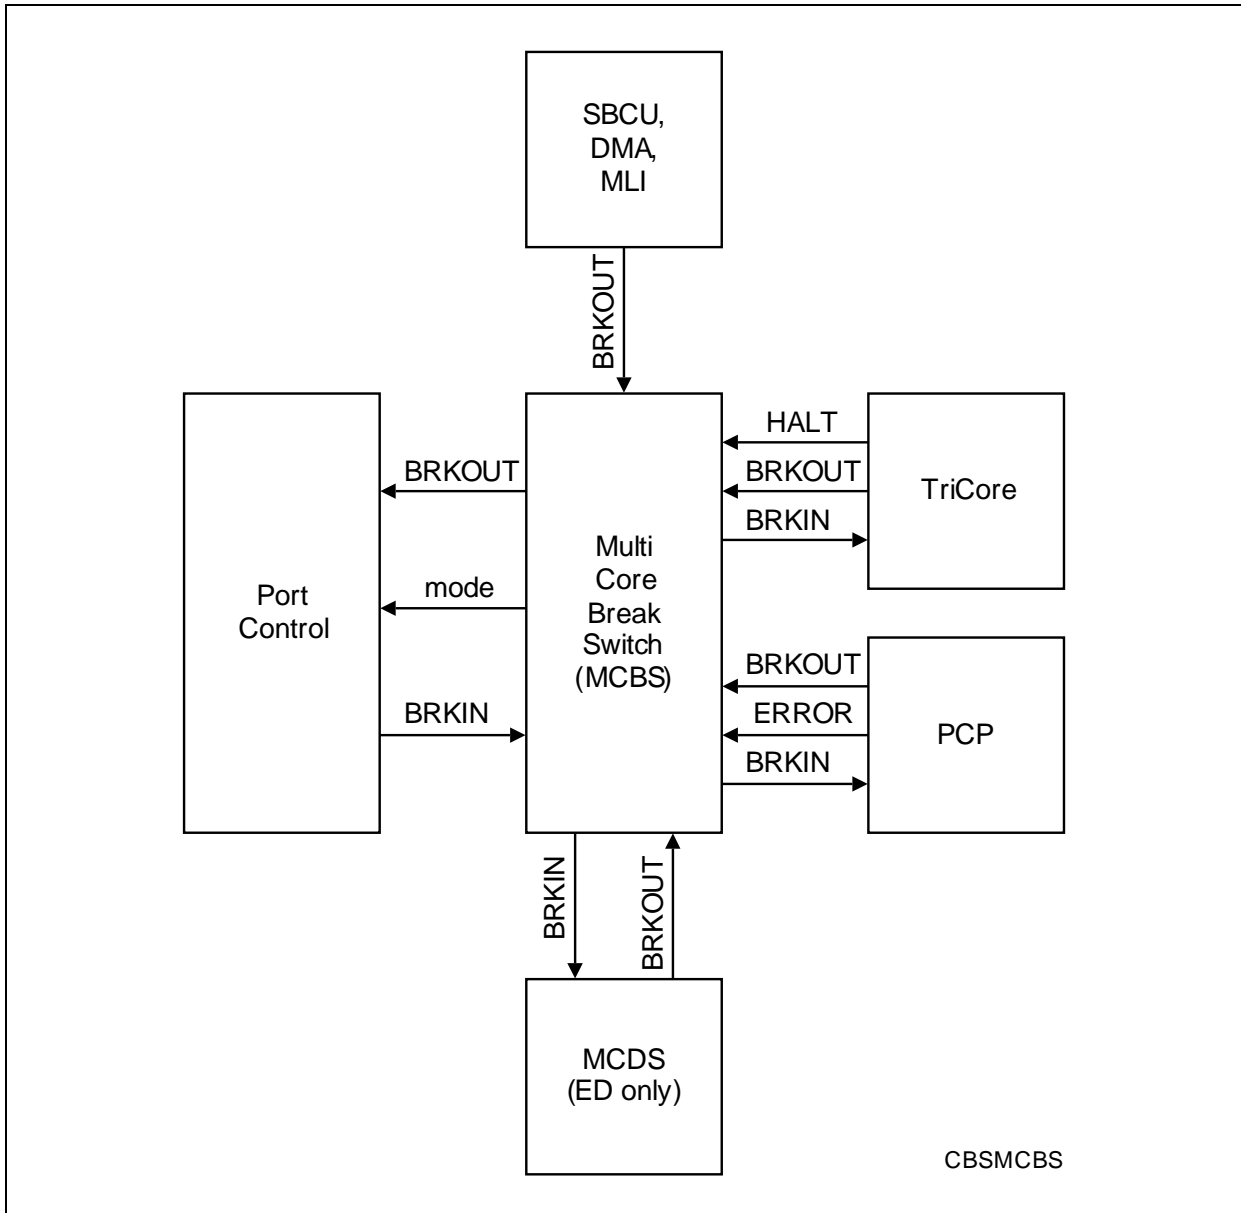 SBCU,
DMA,
MLI
BRKOUT
HALT
BRKOUT
BRKOUT
TriCore
BRKIN
Multi
Core
Break
Switch
(MCBS)
mode
Port
Control
BRKOUT
ERROR
PCP
BRKIN
BRKIN
BRKIN
BRKOUT
MCDS
(ED only)
CBSMCBS